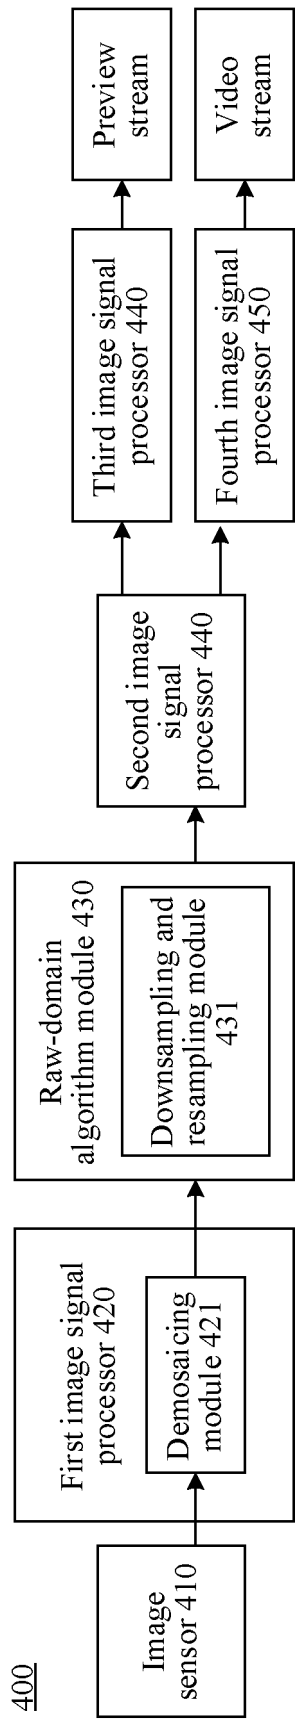 400
Image
sensor 410
First image signal
processor 420
Demosaicing
module 421
Raw-domain
algorithm module 430
Downsampling and
resampling module
431
Second image
signal
processor 440
Third image signal
processor 440
Fourth image signal
processor 450
Preview
stream
Video
stream